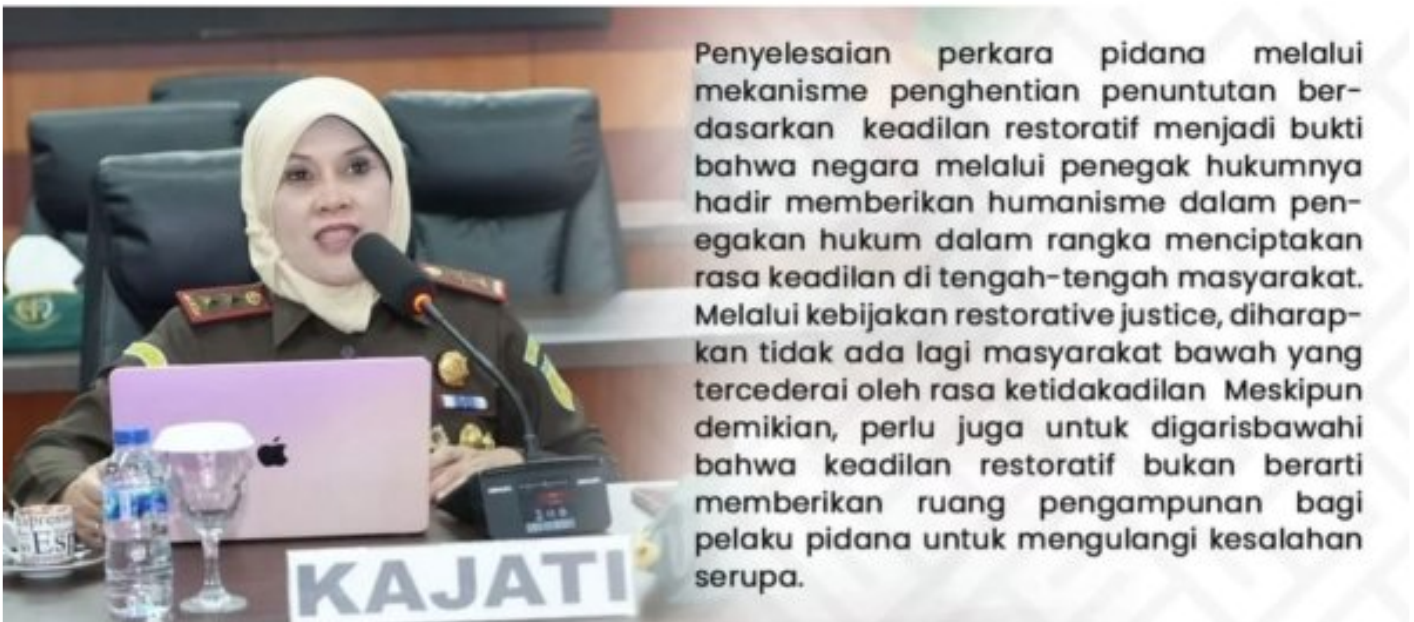 Penyelesaian perkara pidana melalui
mekanisme penghentian penuntutan ber-
dasarkan keadilan restoratif menjadi bukti
bahwa negara melalui penegak hukumnya
hadir memberikan humanisme dalam pen-
egakan hukum dalam rangka menciptakan
rasa keadilan di tengah-tengah masyarakat.
Melalui kebijakan restorative justice, diharap-
kan tidak ada lagi masyarakat bawah yang
tercederai oleh rasa ketidakadilan Meskipun
demikian, perlu juga untuk digarisbawahi
bahwa keadilan restoratif bukan berarti
memberikan ruang pengampunan bagi
pelaku pidana untuk mengulangi kesalahan
serupa.
KAJATI